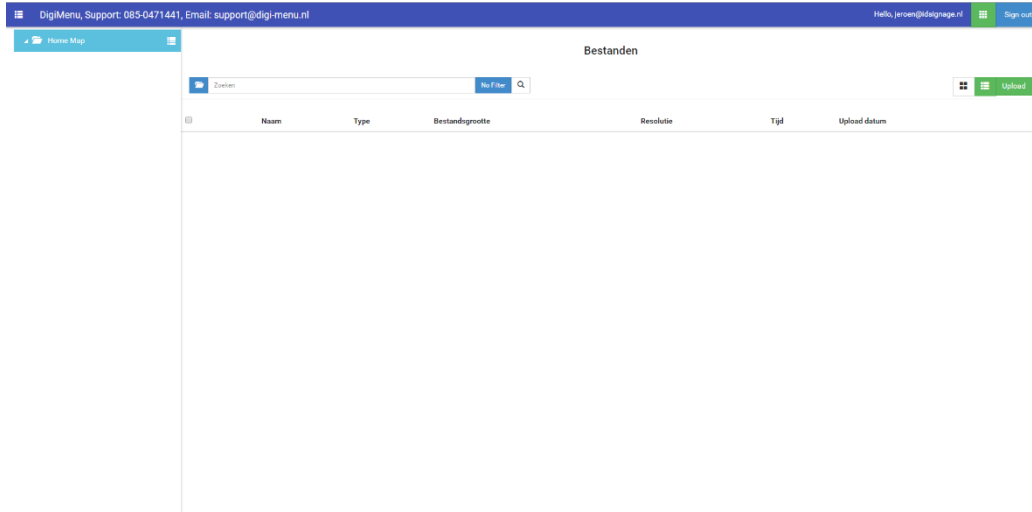 DigiMenu, Support: 085-0471441, Email: support@digi-menu.nl Hello, jeroen@idsignage.nl Sign out
Home Map
Bestanden
Zoeken No Filter Upload
Naam Type Bestandsgrootte Resolutie Tijd Upload datum